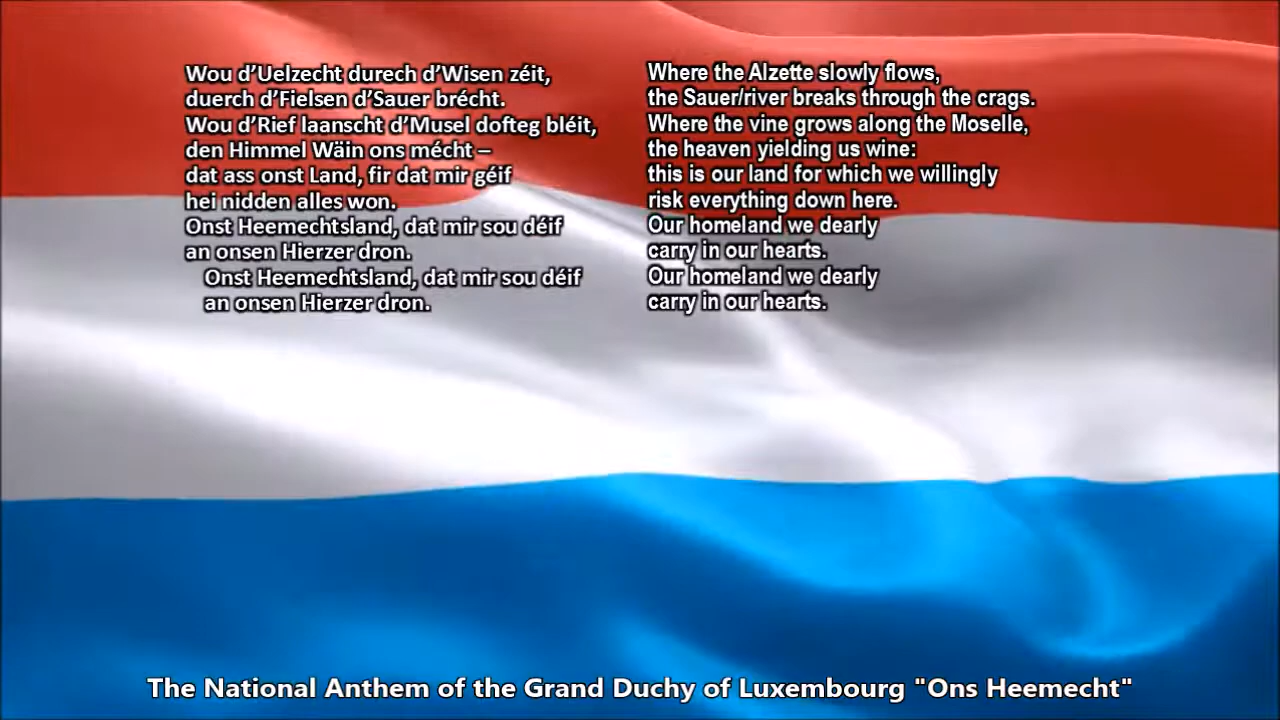 Wou d’Uelzecht durech d’Wisen zéit,
duerch d’Fielsen d’Sauer brécht.
Wou d’Rief laanscht d’Musel dofteg bléit,
den Himmel Wäin ons mécht –
dat ass onst Land, fir dat mir géif
hei nidden alles won.
Onst Heemechtsland, dat mir sou déif
an onsen Hierzer dron.
Onst Heemechtsland, dat mir sou déif
an onsen Hierzer dron.
Where the Alzette slowly flows,
the Sauer/river breaks through the crags.
Where the vine grows along the Moselle,
the heaven yielding us wine:
this is our land for which we willingly
risk everything down here.
Our homeland we dearly
carry in our hearts.
Our homeland we dearly
carry in our hearts.
The National Anthem of the Grand Duchy of Luxembourg "Ons Heemecht"